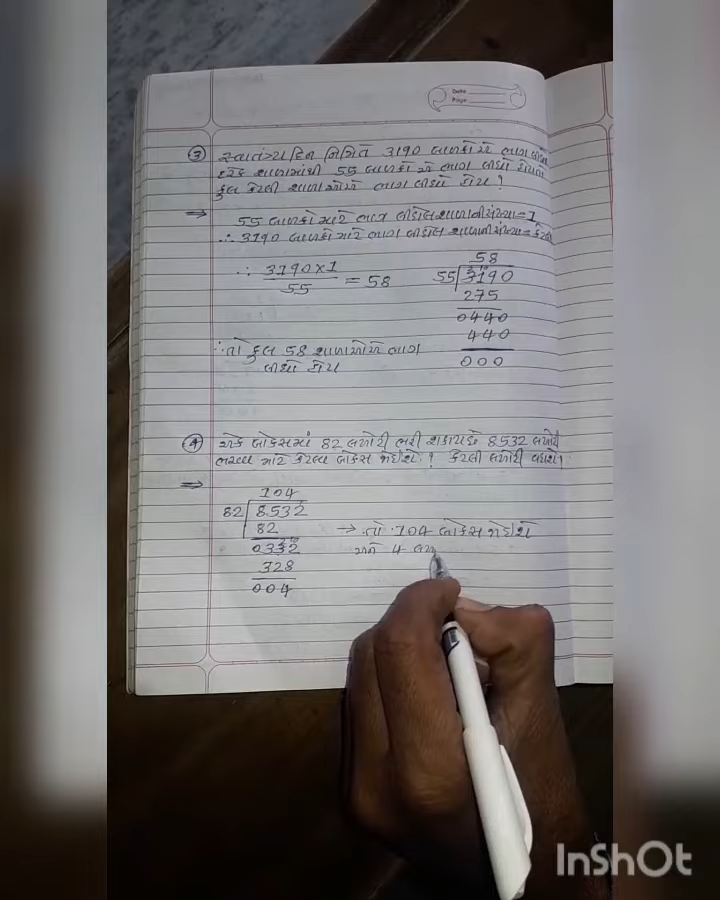 Date
Page
③ સ્વાતંત્ર્ય દિન નિમિત્તે 3190 બાળકોએ ભાગ લીધો
દરેક શાળામાંથી 55 બાળકોએ ભાગ લીધો હોય તો
કુલ કેટલી શાળાઓએ ભાગ લીધો હોય ?
⇒ 55 બાળકો માટે ભાગ લીધેલ શાળાની સંખ્યા = 1
∴ 3190 બાળકો માટે ભાગ લીધેલ શાળાની સંખ્યા =
58
∴ 3190 × 1 / 55 = 58
55 3190
275
0440
440
000
∴ તો કુલ 58 શાળાઓએ ભાગ
લીધો હોય
④ એક બોક્સમાં 82 લખોટી ભરી શકાય છે 8532 લખોટી
ભરવા માટે કેટલા બોક્સ જોઈશે ? કેટલી લખોટી વધશે ?
⇒ 104
82 8532
82
0332
328
004
→ તો 104 બોક્સ જોઈશે
અને 4 લખ
InShOt